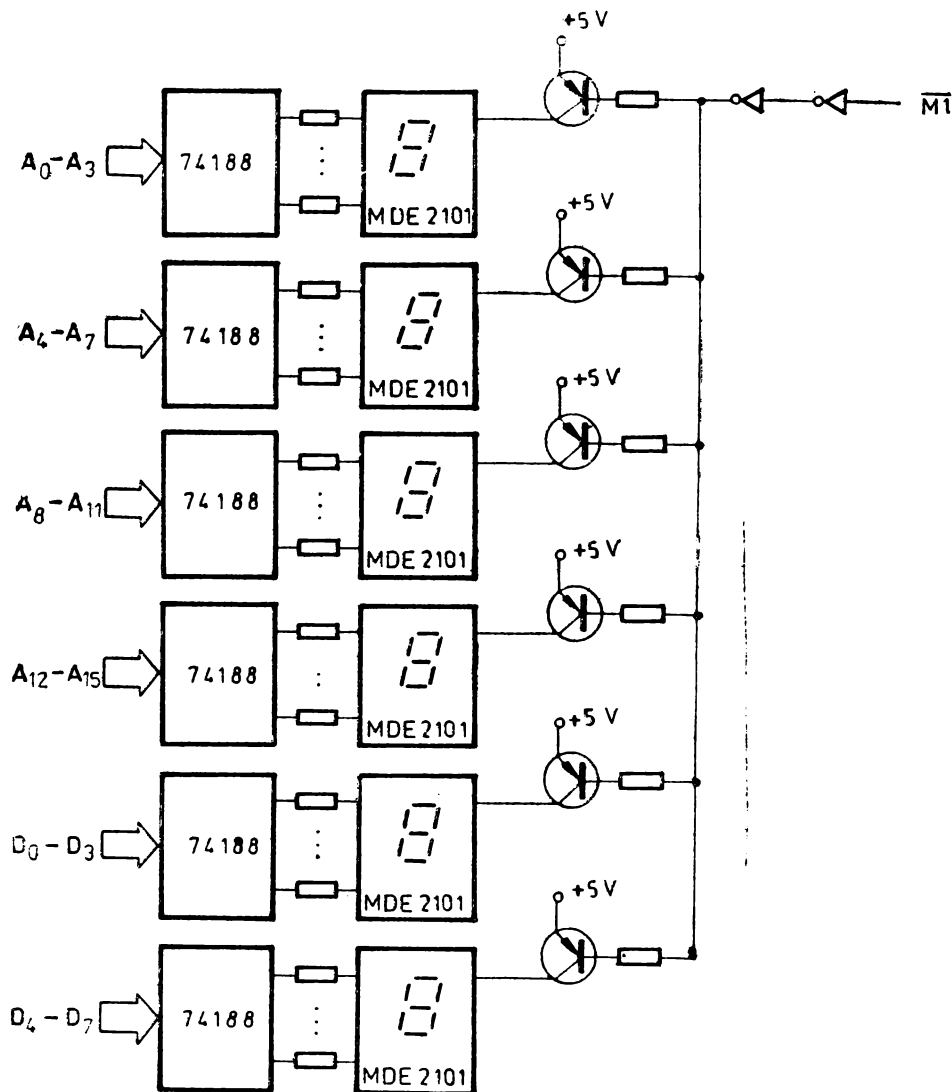 +5 V
M1
A0-A3
74188
MDE 2101
+5 V
A4-A7
74188
MDE 2101
+5 V
A8-A11
74188
MDE 2101
+5 V
A12-A15
74188
MDE 2101
+5 V
D0-D3
74188
MDE 2101
+5 V
D4-D7
74188
MDE 2101